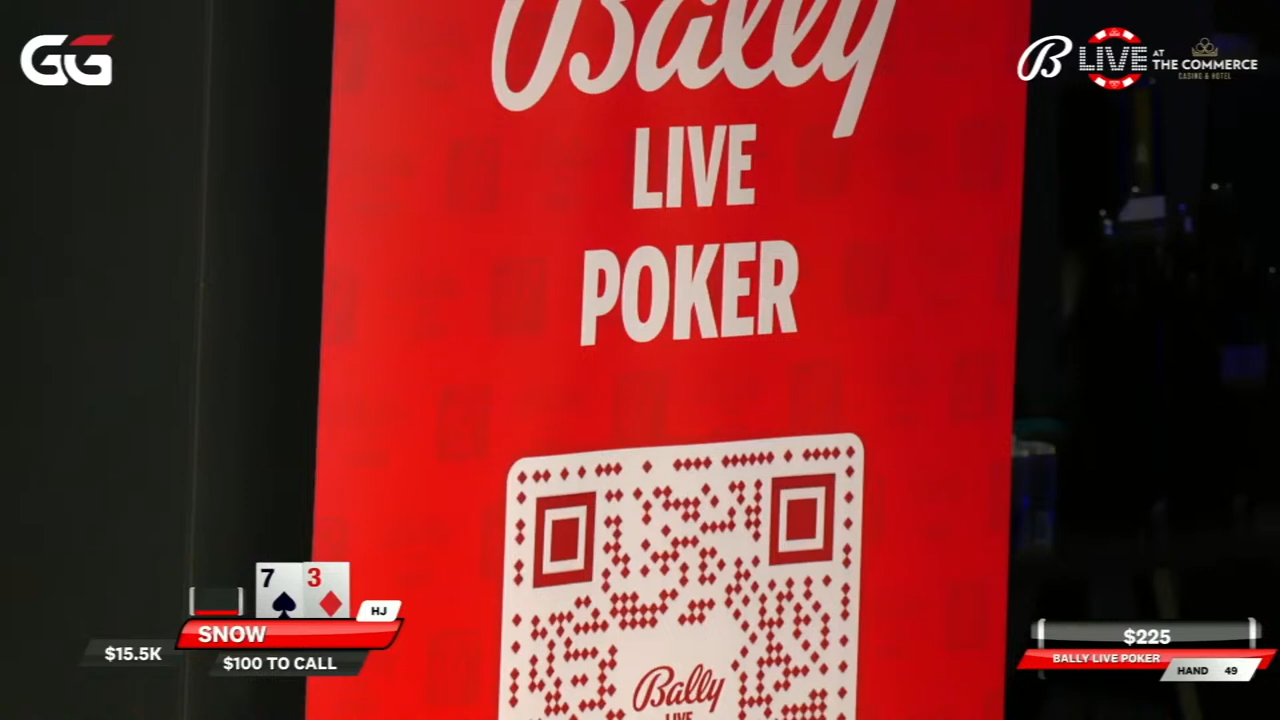 GG
Bally
LIVE
POKER
B LIVE AT THE COMMERCE
CASINO & HOTEL
7 3
HJ
SNOW
$15.5K
$100 TO CALL
Bally
LIVE
$225
BALLY LIVE POKER
HAND 49